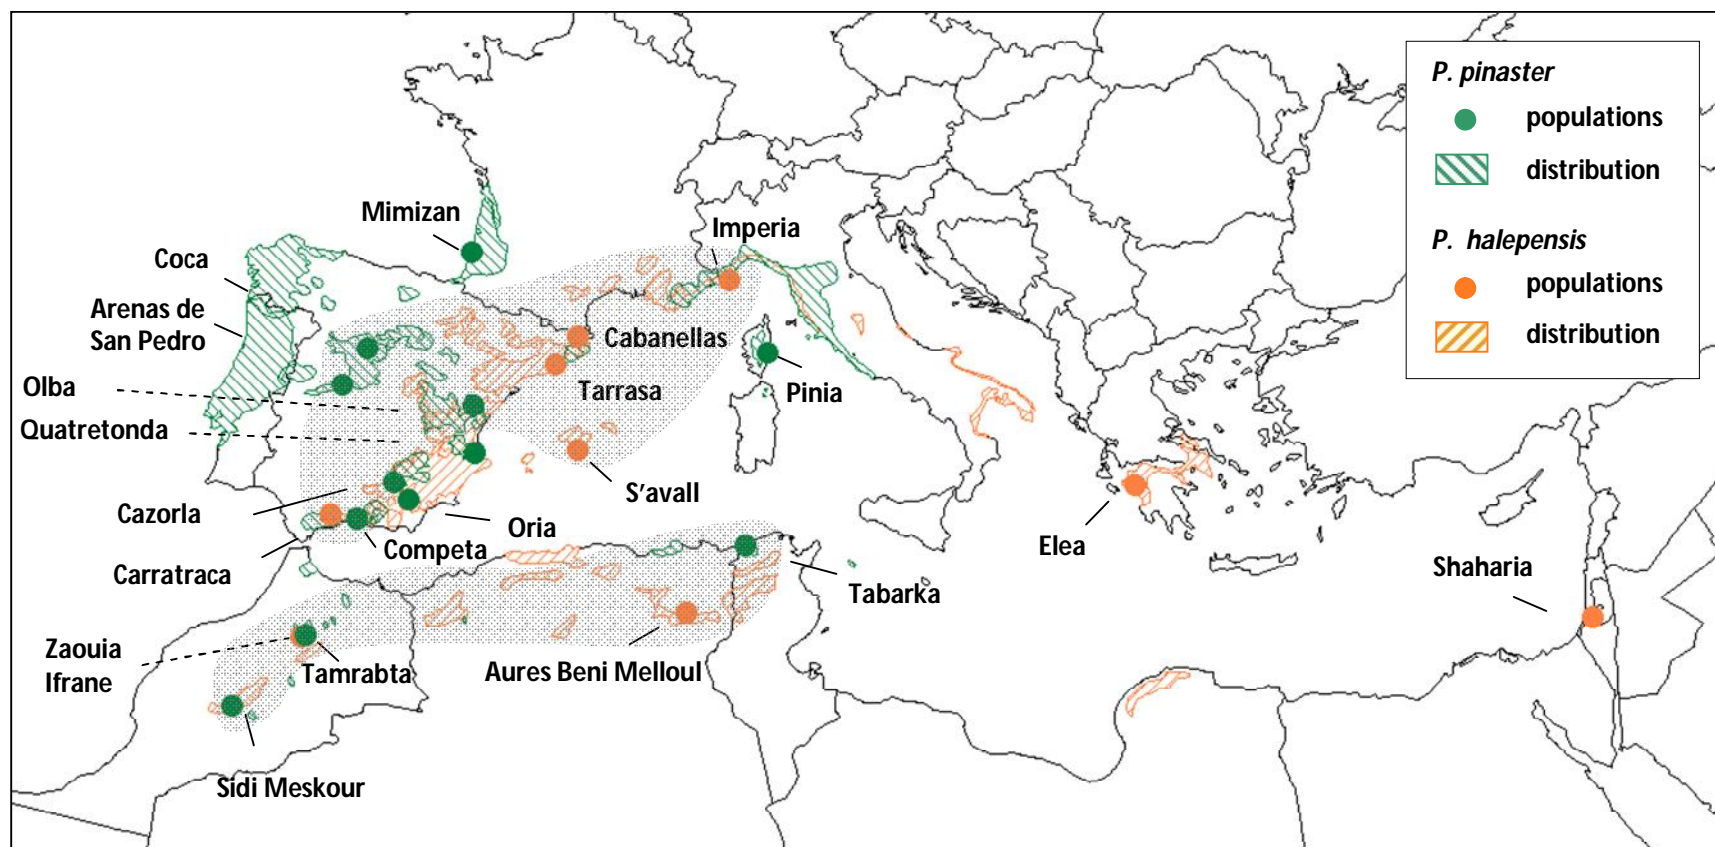 P. pinaster
populations
distribution
P. halepensis
populations
distribution
Mimizan
Imperia
Coca
Arenas de
San Pedro
Cabanellas
Olba
Tarrasa
Pinia
Quatretonda
S'avall
Cazorla
Oria
Competa
Elea
Carratraca
Shaharia
Tabarka
Zaouia
Ifrane
Tamrabta
Aures Beni Melloul
Sidi Meskour